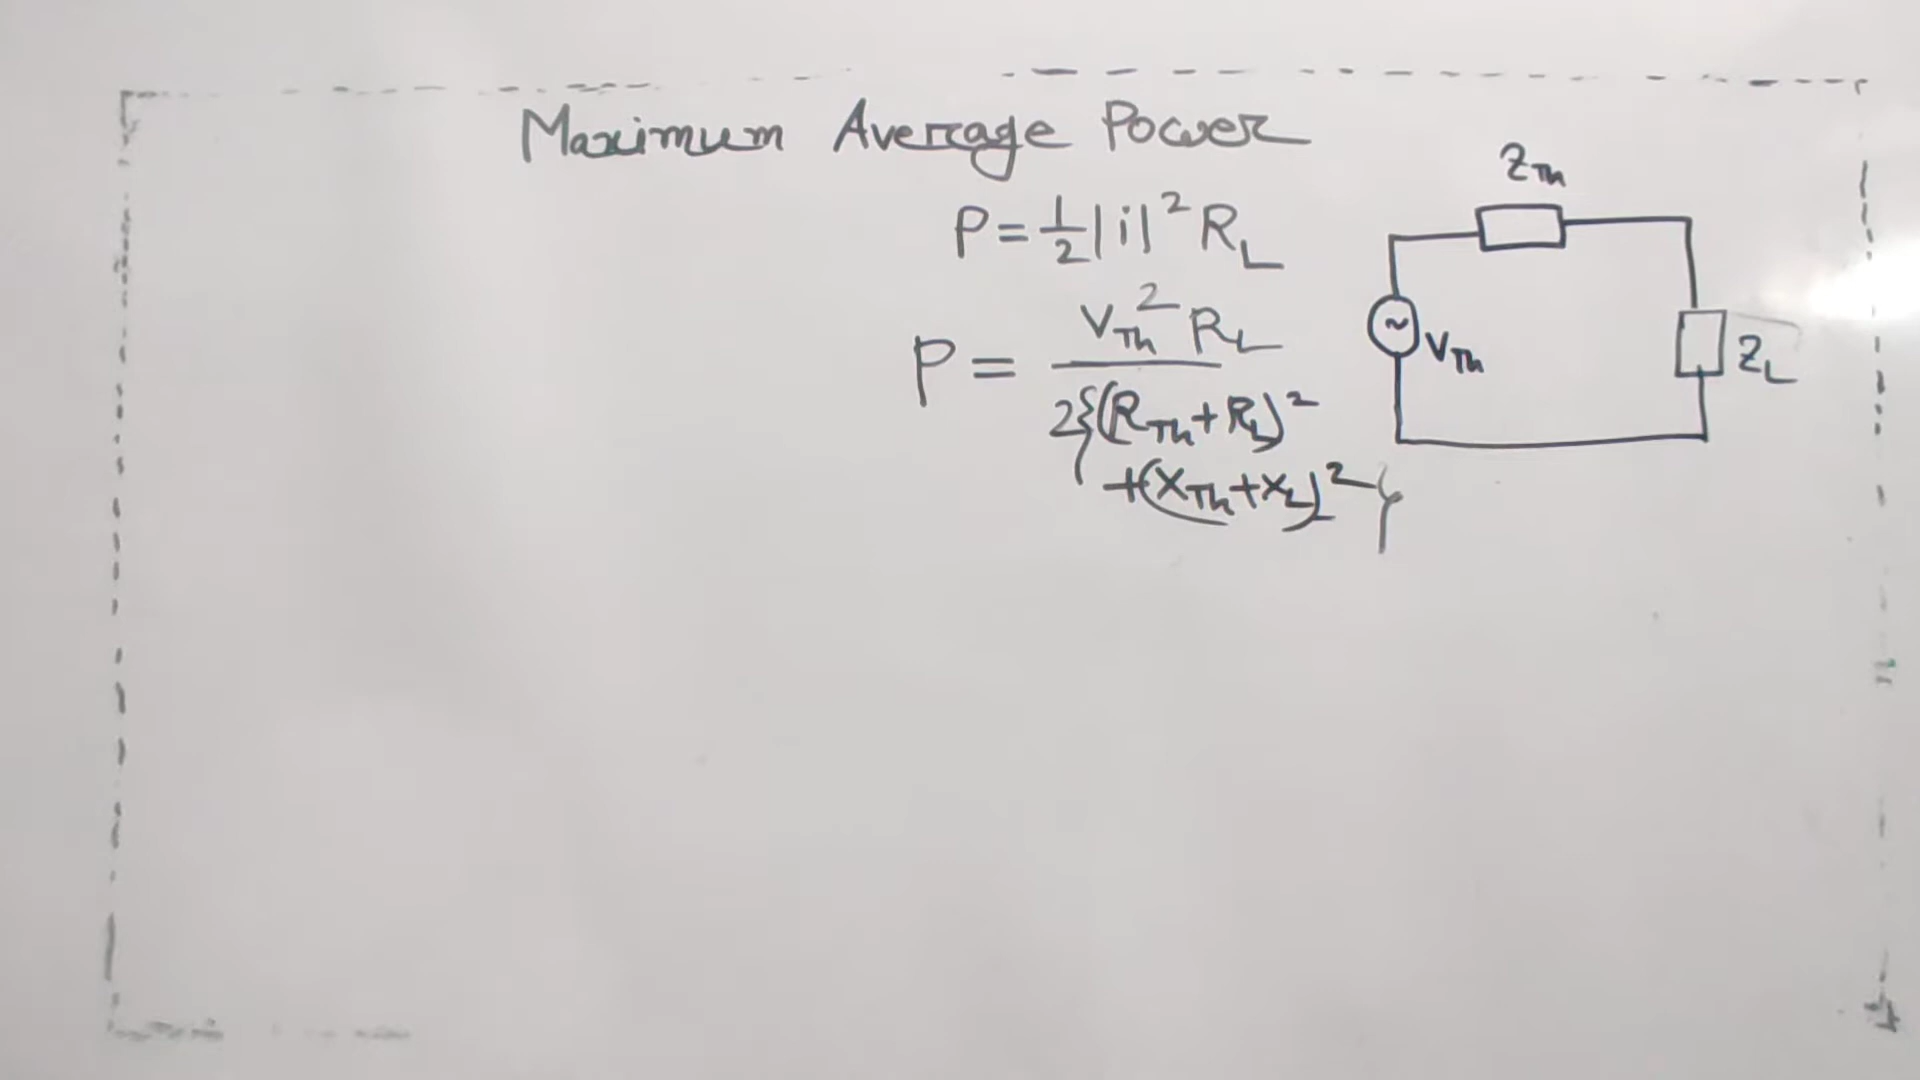 Maximum Average Power
P = 1/2 |i|² R_L
P = V_Th² R_L / 2{(R_Th + R_L)²
+ (X_Th + X_L)²}
Z_Th
V_Th
Z_L